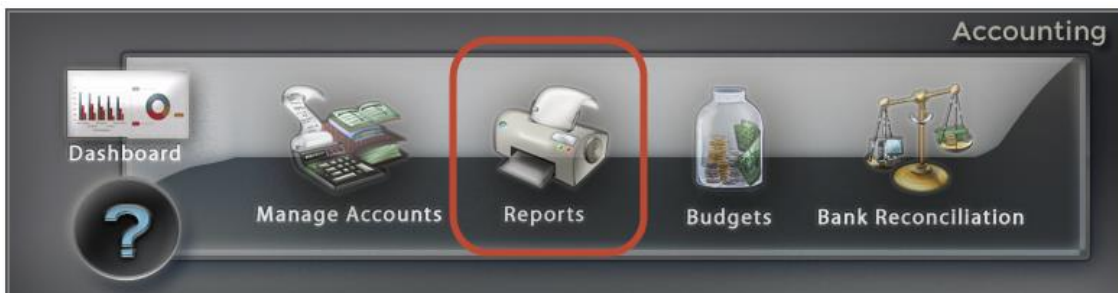 Accounting
Dashboard
?
Manage Accounts
Reports
Budgets
Bank Reconciliation